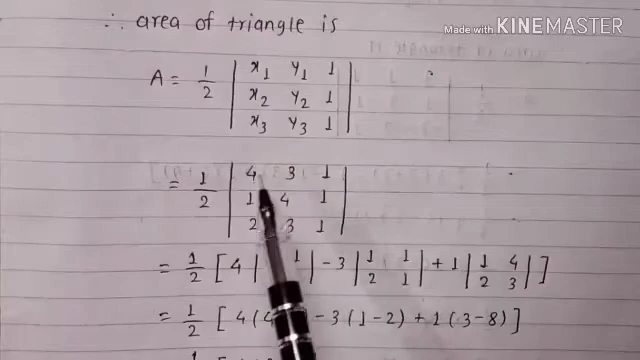 Made with KINEMASTER
∴ area of triangle is
A = 1/2 | x1 y1 1 |
| x2 y2 1 |
| x3 y3 1 |
= 1/2 | 4 3 1 |
| 1 4 1 |
| 2 3 1 |
= 1/2 [ 4 | 1 | - 3 | 1 1 | + 1 | 1 4 | ]
| 2 1 | | 2 3 |
= 1/2 [ 4 ( 4 - 3 ( 1 - 2 ) + 1 ( 3 - 8 ) ]